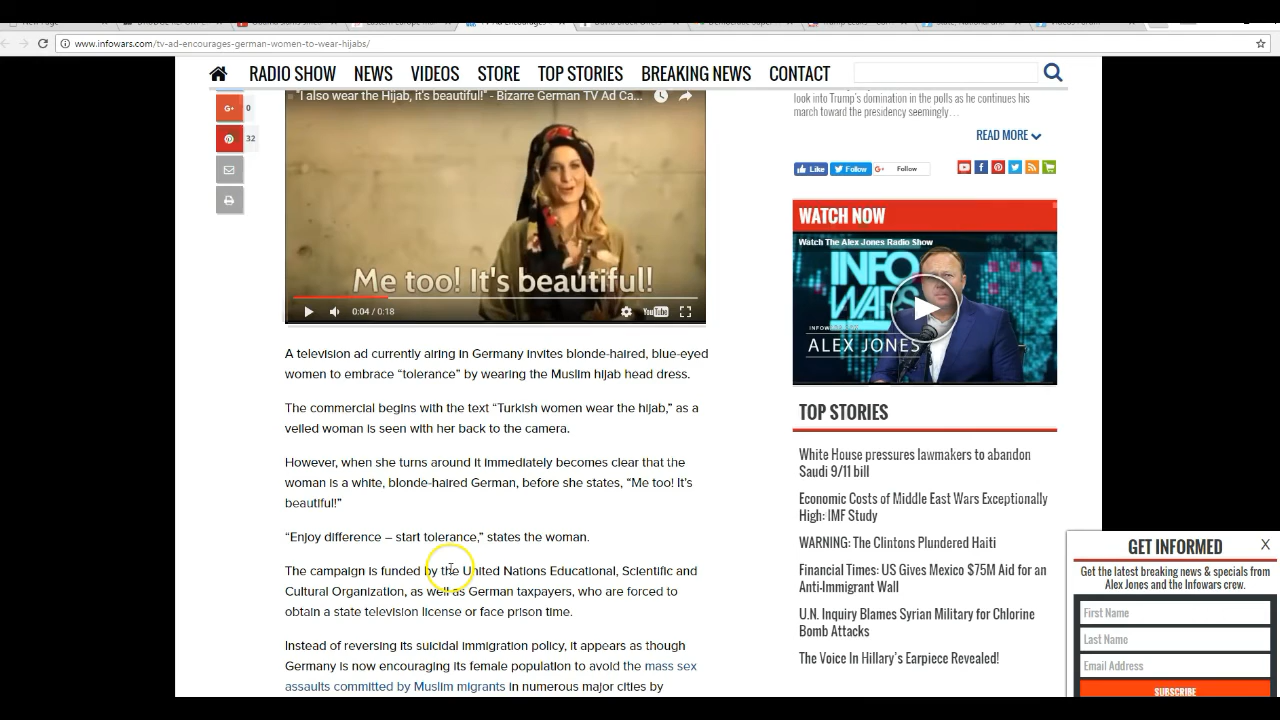 www.infowars.com/tv-ad-encourages-german-women-to-wear-hijabs/
RADIO SHOW NEWS VIDEOS STORE TOP STORIES BREAKING NEWS CONTACT
G+ 0
32
"I also wear the Hijab, it's beautiful!" - Bizarre German TV Ad Ca...
Me too! It's beautiful!
0:04 / 0:18 YouTube
A television ad currently airing in Germany invites blonde-haired, blue-eyed
women to embrace “tolerance” by wearing the Muslim hijab head dress.
The commercial begins with the text “Turkish women wear the hijab,” as a
veiled woman is seen with her back to the camera.
However, when she turns around it immediately becomes clear that the
woman is a white, blonde-haired German, before she states, “Me too! It's
beautiful!”
“Enjoy difference – start tolerance,” states the woman.
The campaign is funded by the United Nations Educational, Scientific and
Cultural Organization, as well as German taxpayers, who are forced to
obtain a state television license or face prison time.
Instead of reversing its suicidal immigration policy, it appears as though
Germany is now encouraging its female population to avoid the mass sex
assaults committed by Muslim migrants in numerous major cities by
look into Trump's domination in the polls as he continues his
march toward the presidency seemingly…
READ MORE
Like Follow G+ Follow
WATCH NOW
Watch The Alex Jones Radio Show
INFO
WARS
ALEX JONES
TOP STORIES
White House pressures lawmakers to abandon
Saudi 9/11 bill
Economic Costs of Middle East Wars Exceptionally
High: IMF Study
WARNING: The Clintons Plundered Haiti
Financial Times: US Gives Mexico $75M Aid for an
Anti-Immigrant Wall
U.N. Inquiry Blames Syrian Military for Chlorine
Bomb Attacks
The Voice In Hillary's Earpiece Revealed!
GET INFORMED X
Get the latest breaking news & specials from
Alex Jones and the Infowars crew.
First Name
Last Name
Email Address
SUBSCRIBE